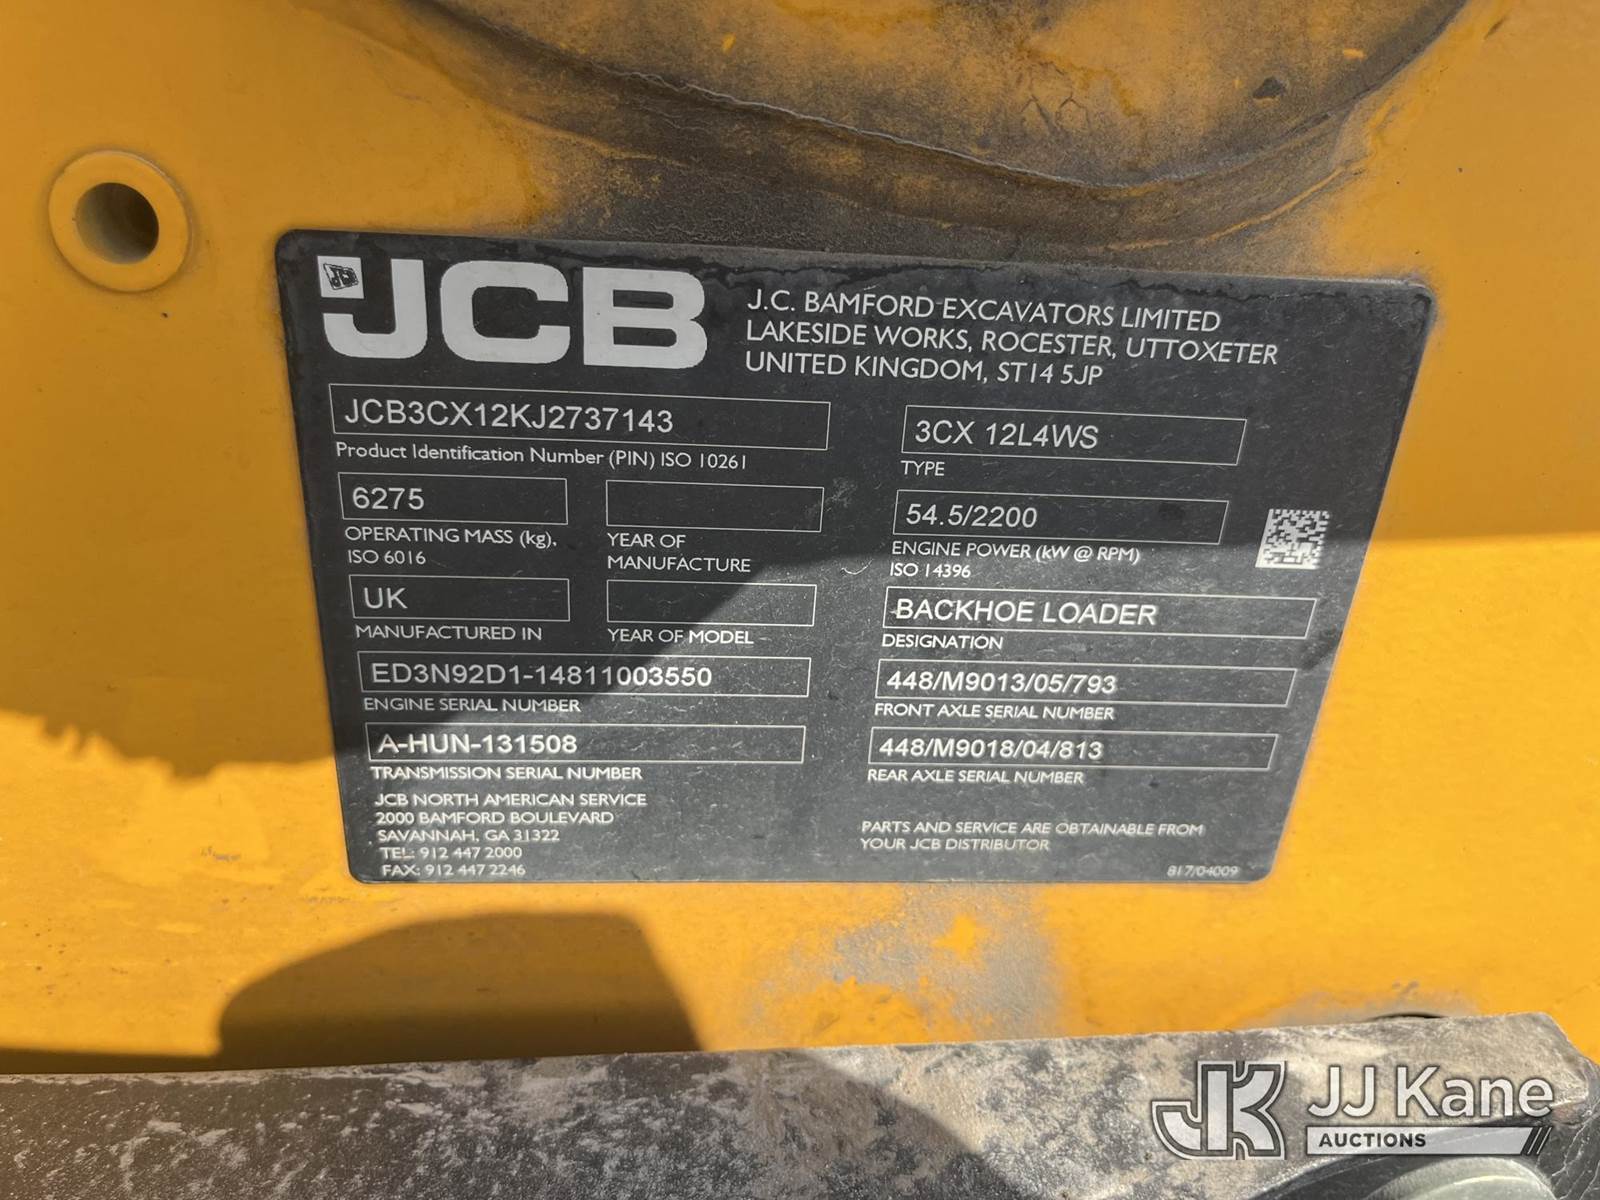 JCB
J.C. BAMFORD EXCAVATORS LIMITED
LAKESIDE WORKS, ROCESTER, UTTOXETER
UNITED KINGDOM, ST14 5JP
JCB3CX12KJ2737143
Product Identification Number (PIN) ISO 10261
3CX 12L4WS
TYPE
6275
OPERATING MASS (kg),
ISO 6016
YEAR OF
MANUFACTURE
54.5/2200
ENGINE POWER (kW @ RPM)
ISO 14396
UK
MANUFACTURED IN
YEAR OF MODEL
BACKHOE LOADER
DESIGNATION
ED3N92D1-14811003550
ENGINE SERIAL NUMBER
448/M9013/05/793
FRONT AXLE SERIAL NUMBER
A-HUN-131508
TRANSMISSION SERIAL NUMBER
448/M9018/04/813
REAR AXLE SERIAL NUMBER
JCB NORTH AMERICAN SERVICE
2000 BAMFORD BOULEVARD
SAVANNAH, GA 31322
TEL: 912 447 2000
FAX: 912 447 2246
PARTS AND SERVICE ARE OBTAINABLE FROM
YOUR JCB DISTRIBUTOR
817/04009
JK
JJ Kane
AUCTIONS